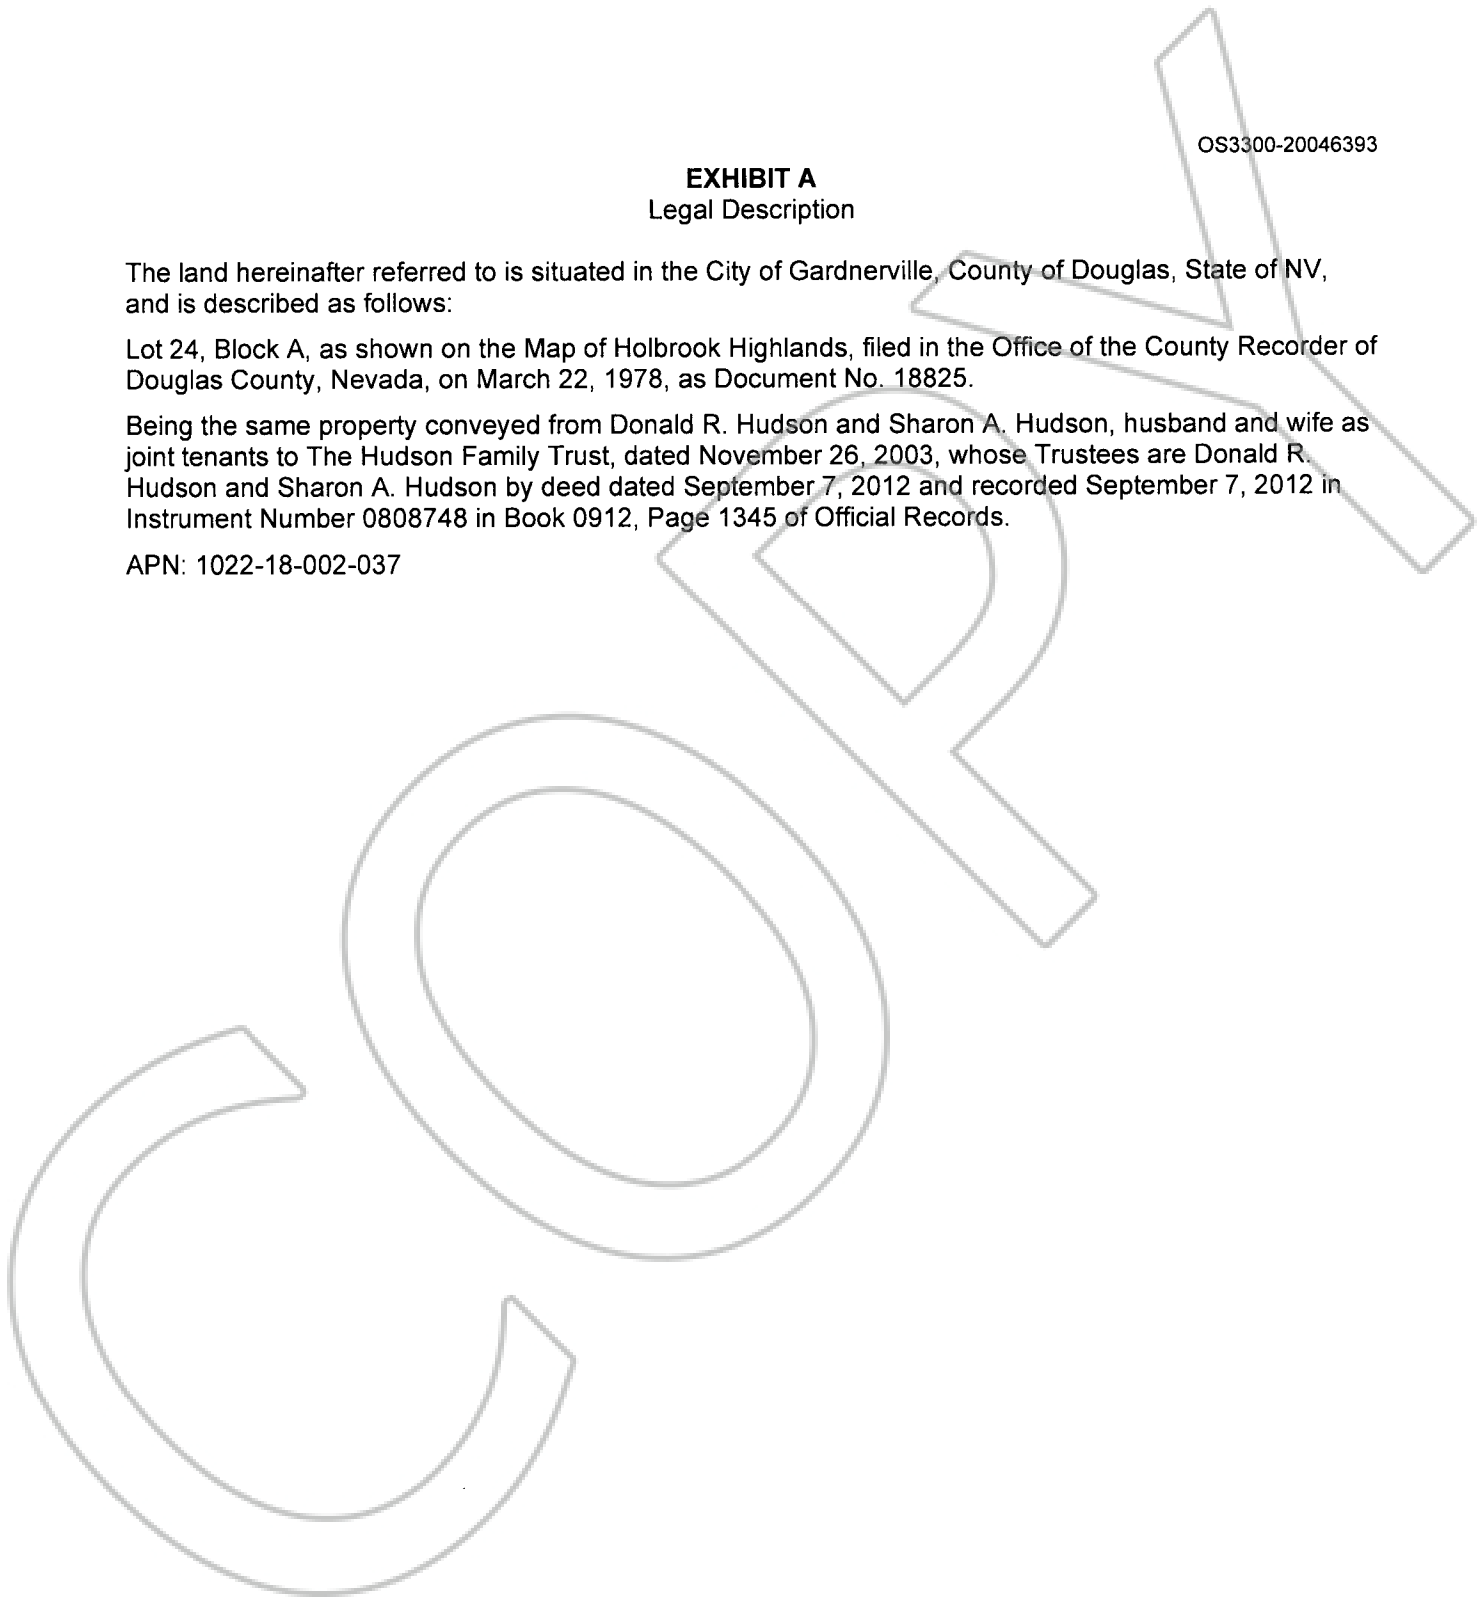 OS3300-20046393
EXHIBIT A
Legal Description
The land hereinafter referred to is situated in the City of Gardnerville, County of Douglas, State of NV,
and is described as follows:
Lot 24, Block A, as shown on the Map of Holbrook Highlands, filed in the Office of the County Recorder of
Douglas County, Nevada, on March 22, 1978, as Document No. 18825.
Being the same property conveyed from Donald R. Hudson and Sharon A. Hudson, husband and wife as
joint tenants to The Hudson Family Trust, dated November 26, 2003, whose Trustees are Donald R.
Hudson and Sharon A. Hudson by deed dated September 7, 2012 and recorded September 7, 2012 in
Instrument Number 0808748 in Book 0912, Page 1345 of Official Records.
APN: 1022-18-002-037
COPY